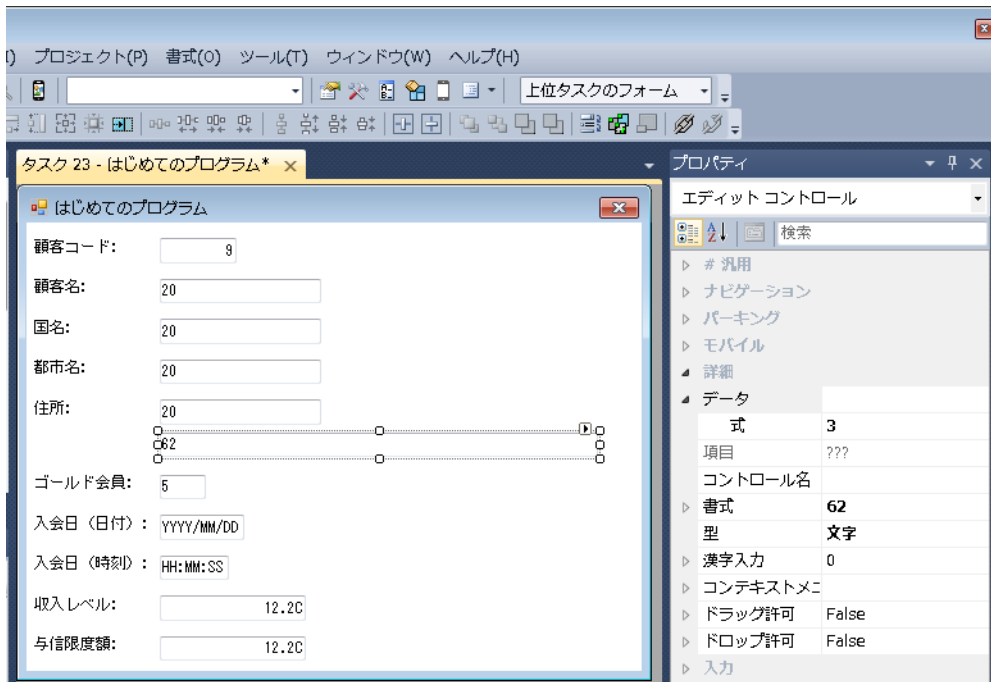 プロジェクト(P) 書式(O) ツール(T) ウィンドウ(W) ヘルプ(H)
上位タスクのフォーム
タスク 23 - はじめてのプログラム*
はじめてのプログラム
顧客コード: 9
顧客名: 20
国名: 20
都市名: 20
住所: 20
62
ゴールド会員: 5
入会日（日付）: YYYY/MM/DD
入会日（時刻）: HH:MM:SS
収入レベル: 12.2C
与信限度額: 12.2C
プロパティ
エディット コントロール
検索
# 汎用
ナビゲーション
パーキング
モバイル
詳細
データ
式 3
項目 ???
コントロール名
書式 62
型 文字
漢字入力 0
コンテキストメニ
ドラッグ許可 False
ドロップ許可 False
入力